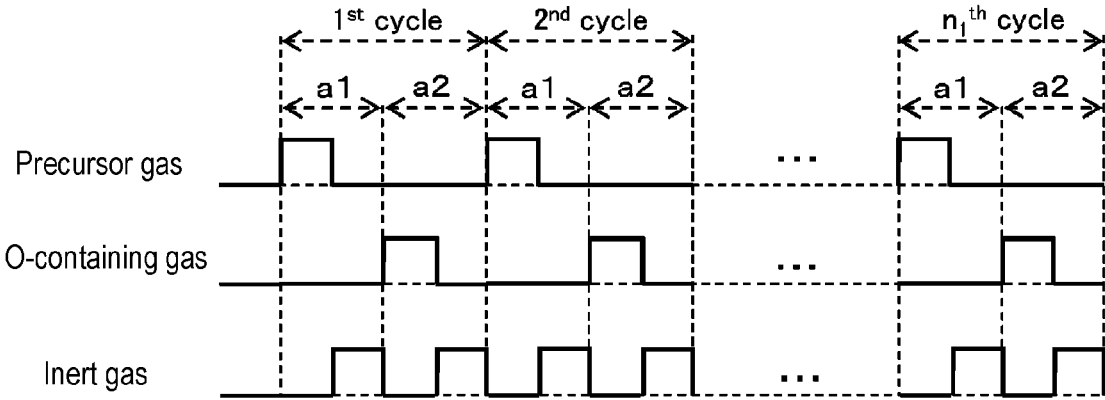 1st cycle 2nd cycle n1th cycle
a1 a2 a1 a2 a1 a2
Precursor gas ...
O-containing gas ...
Inert gas ...